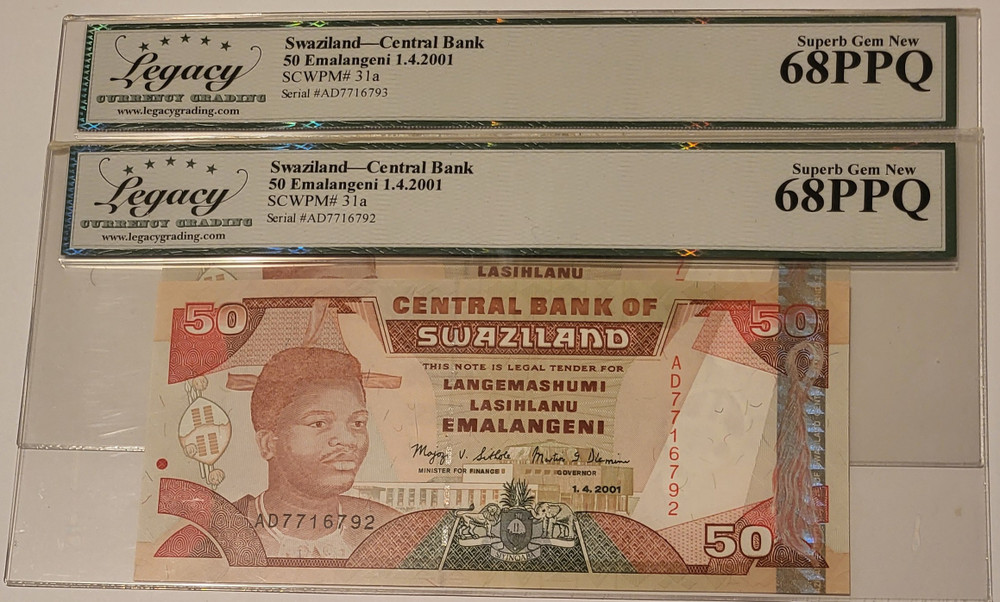 Legacy
CURRENCY GRADING
www.legacygrading.com
Swaziland—Central Bank
50 Emalangeni 1.4.2001
SCWPM# 31a
Serial #AD7716793
Superb Gem New
68PPQ
Legacy
CURRENCY GRADING
www.legacygrading.com
Swaziland—Central Bank
50 Emalangeni 1.4.2001
SCWPM# 31a
Serial #AD7716792
Superb Gem New
68PPQ
LASIHLANU
50
CENTRAL BANK OF
SWAZILAND
50
THIS NOTE IS LEGAL TENDER FOR
LANGEMASHUMI
LASIHLANU
EMALANGENI
MINISTER FOR FINANCE
GOVERNOR
1.4.2001
AD7716792
AD7716792
50